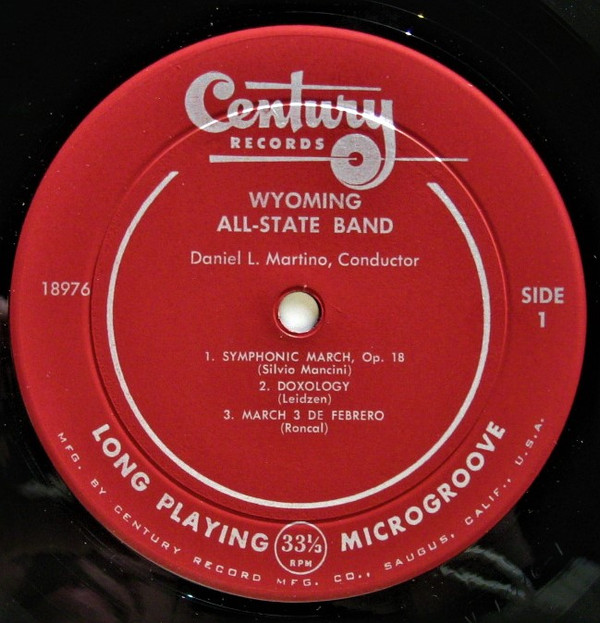 Century
RECORDS
WYOMING
ALL-STATE BAND
Daniel L. Martino, Conductor
18976
SIDE
1
1. SYMPHONIC MARCH, Op. 18
(Silvio Mancini)
2. DOXOLOGY
(Leidzen)
3. MARCH 3 DE FEBRERO
(Roncal)
LONG PLAYING 33⅓ RPM MICROGROOVE
MFG. BY CENTURY RECORD MFG. CO., SAUGUS, CALIF., U.S.A.